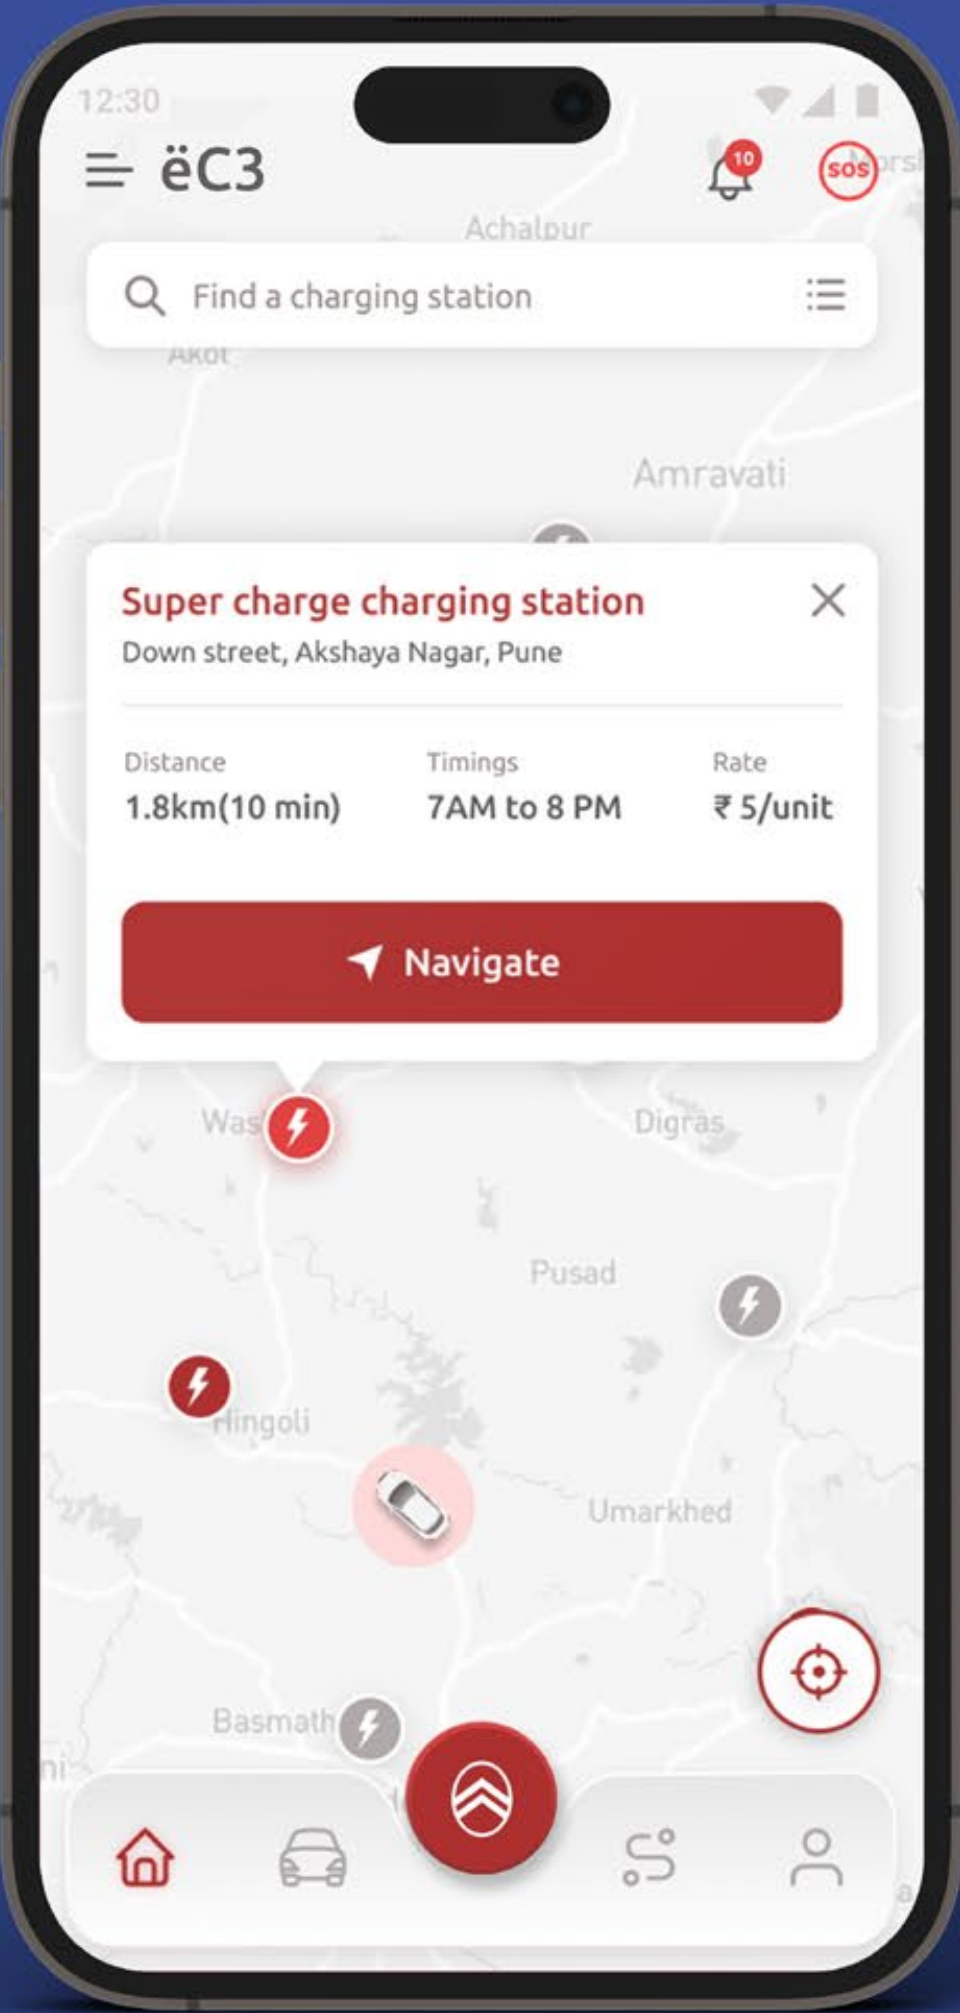 12:30
ëC3
10
SOS
Achalpur
Find a charging station
Akot
Amravati
Super charge charging station
Down street, Akshaya Nagar, Pune
Distance
Timings
Rate
1.8km(10 min)
7AM to 8 PM
₹ 5/unit
Navigate
Digras
Pusad
Hingoli
Umarkhed
Basmath